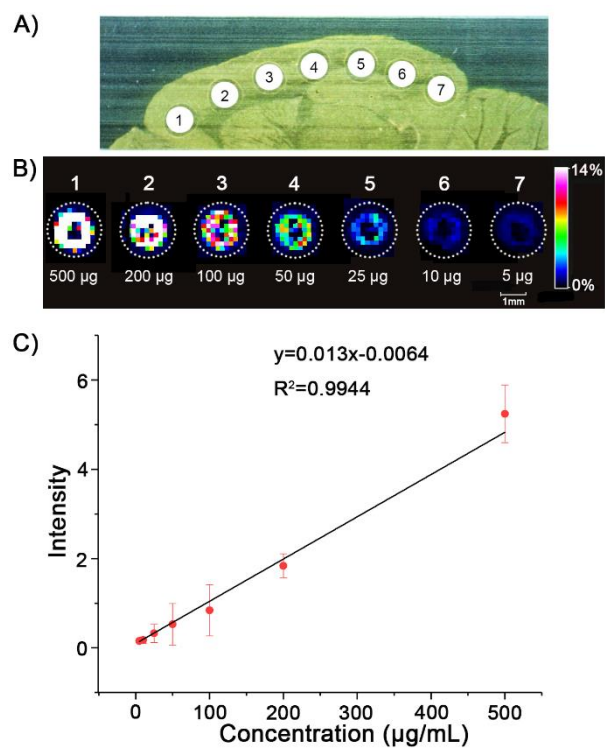 A)
1 2 3 4 5 6 7
B)
1 2 3 4 5 6 7
14%
0%
500 µg 200 µg 100 µg 50 µg 25 µg 10 µg 5 µg
1mm
C)
y=0.013x-0.0064
R²=0.9944
6
4
2
0
Intensity
0 100 200 300 400 500
Concentration (µg/mL)